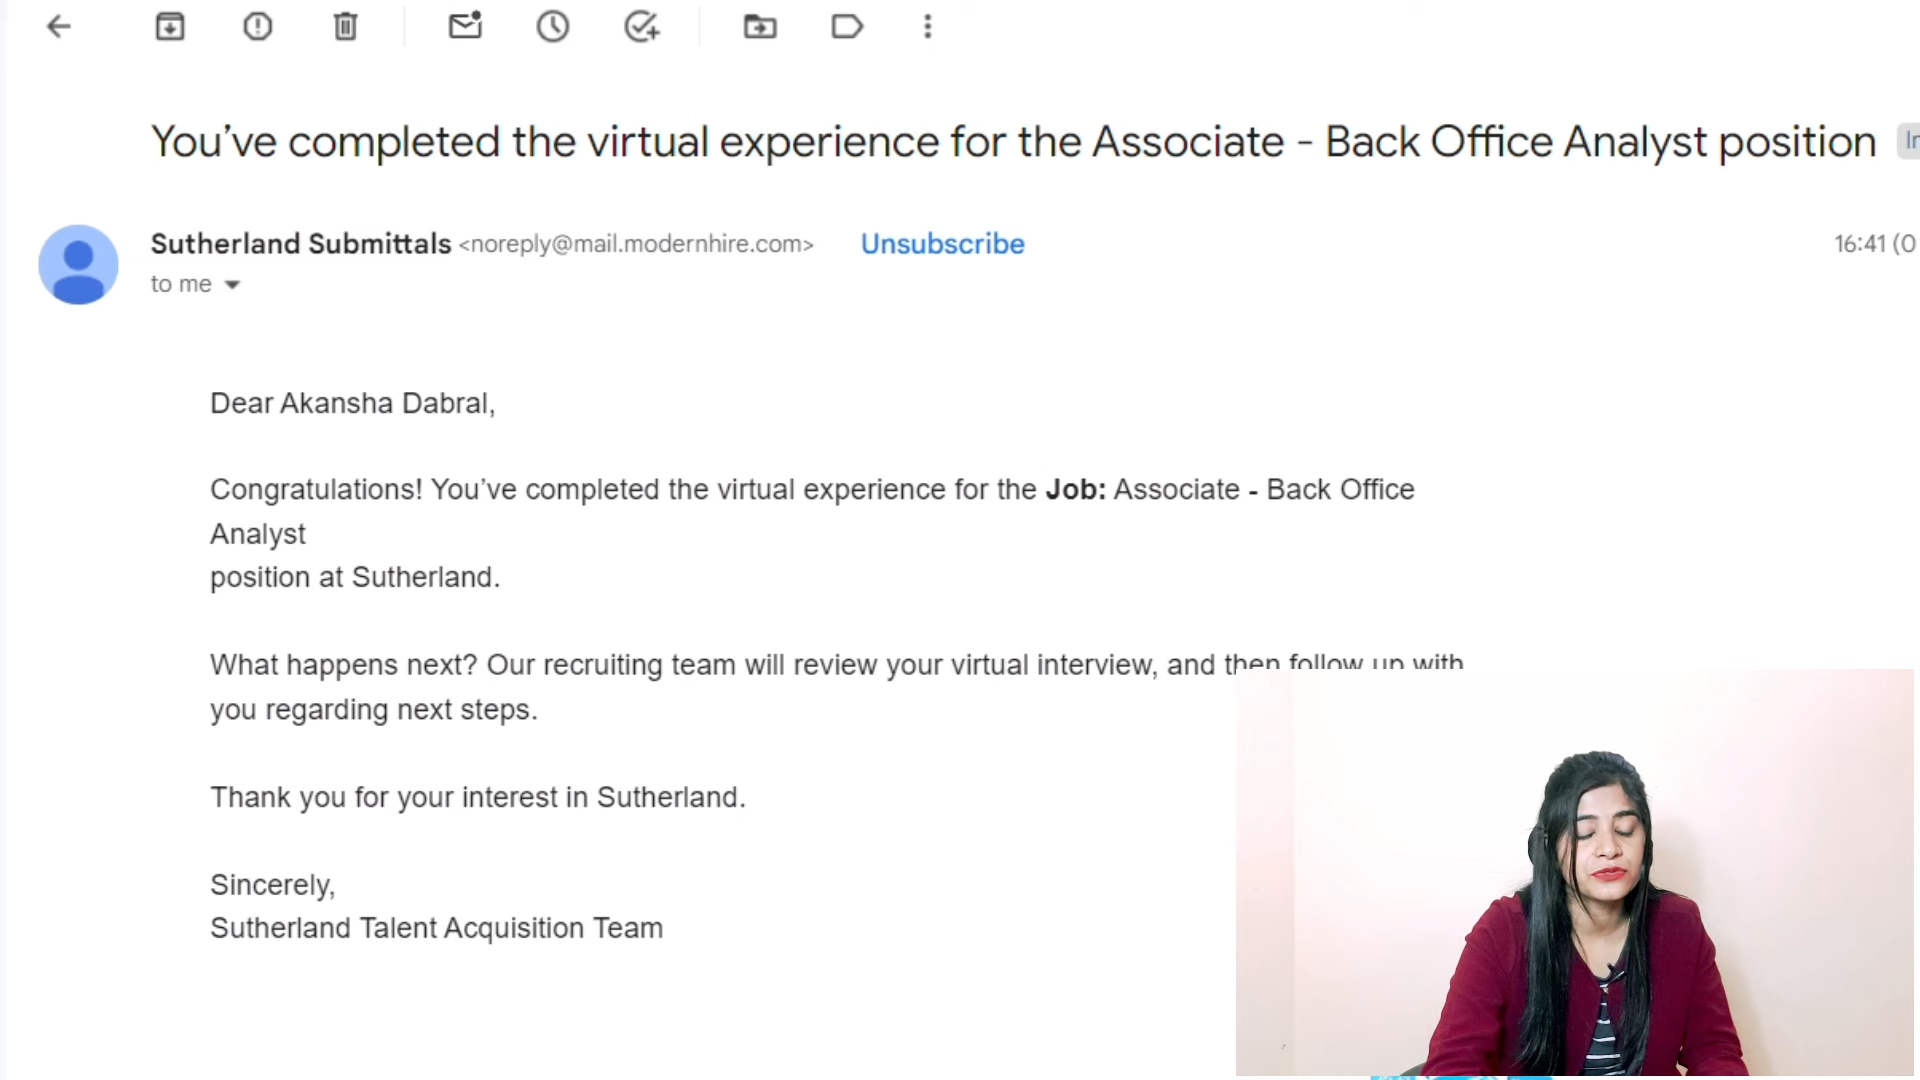 You’ve completed the virtual experience for the Associate - Back Office Analyst position
Sutherland Submittals <noreply@mail.modernhire.com> Unsubscribe 16:41 (0
to me
Dear Akansha Dabral,
Congratulations! You’ve completed the virtual experience for the Job: Associate - Back Office
Analyst
position at Sutherland.
What happens next? Our recruiting team will review your virtual interview, and then follow up with
you regarding next steps.
Thank you for your interest in Sutherland.
Sincerely,
Sutherland Talent Acquisition Team